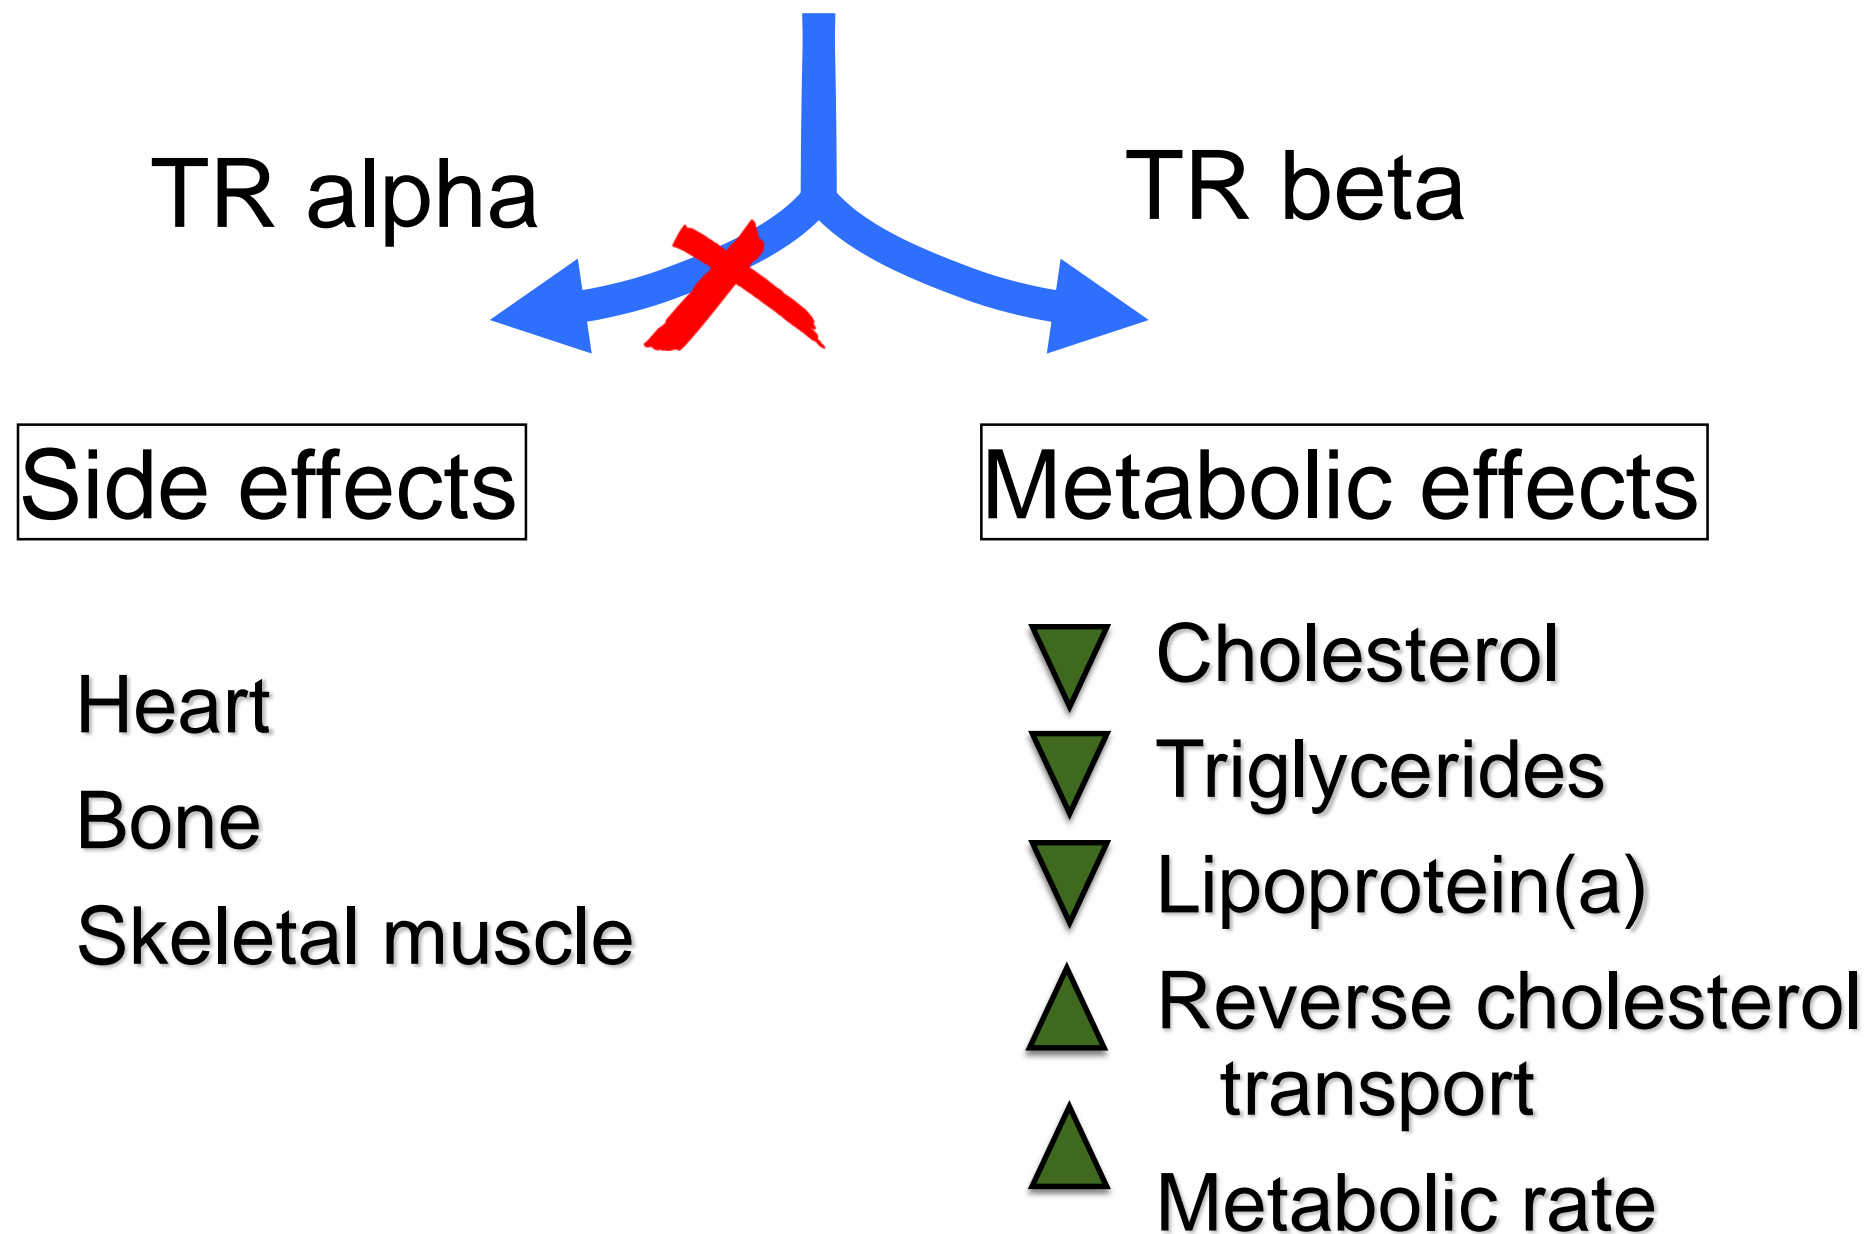 TR alpha
TR beta
Side effects
Heart
Bone
Skeletal muscle
Metabolic effects
Cholesterol
Triglycerides
Lipoprotein(a)
Reverse cholesterol
transport
Metabolic rate